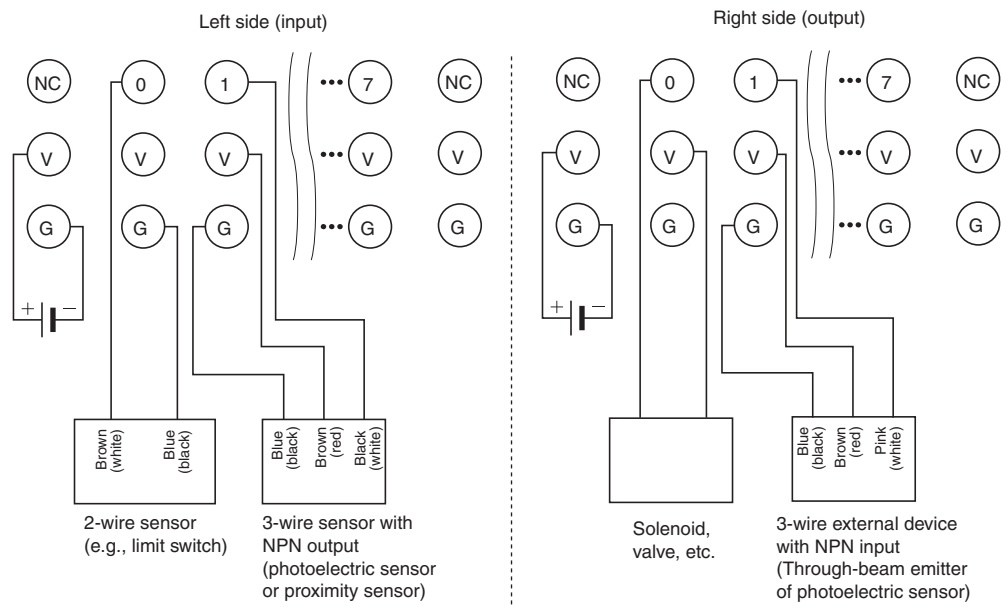 Left side (input)
NC 0 1 ••• 7 NC
V V V ••• V V
G G G ••• G G
+ −
Brown
(white)
Blue
(black)
Blue
(black)
Brown
(red)
Black
(white)
2-wire sensor
(e.g., limit switch)
3-wire sensor with
NPN output
(photoelectric sensor
or proximity sensor)
Right side (output)
NC 0 1 ••• 7 NC
V V V ••• V V
G G G ••• G G
+ −
Blue
(black)
Brown
(red)
Pink
(white)
Solenoid,
valve, etc.
3-wire external device
with NPN input
(Through-beam emitter
of photoelectric sensor)